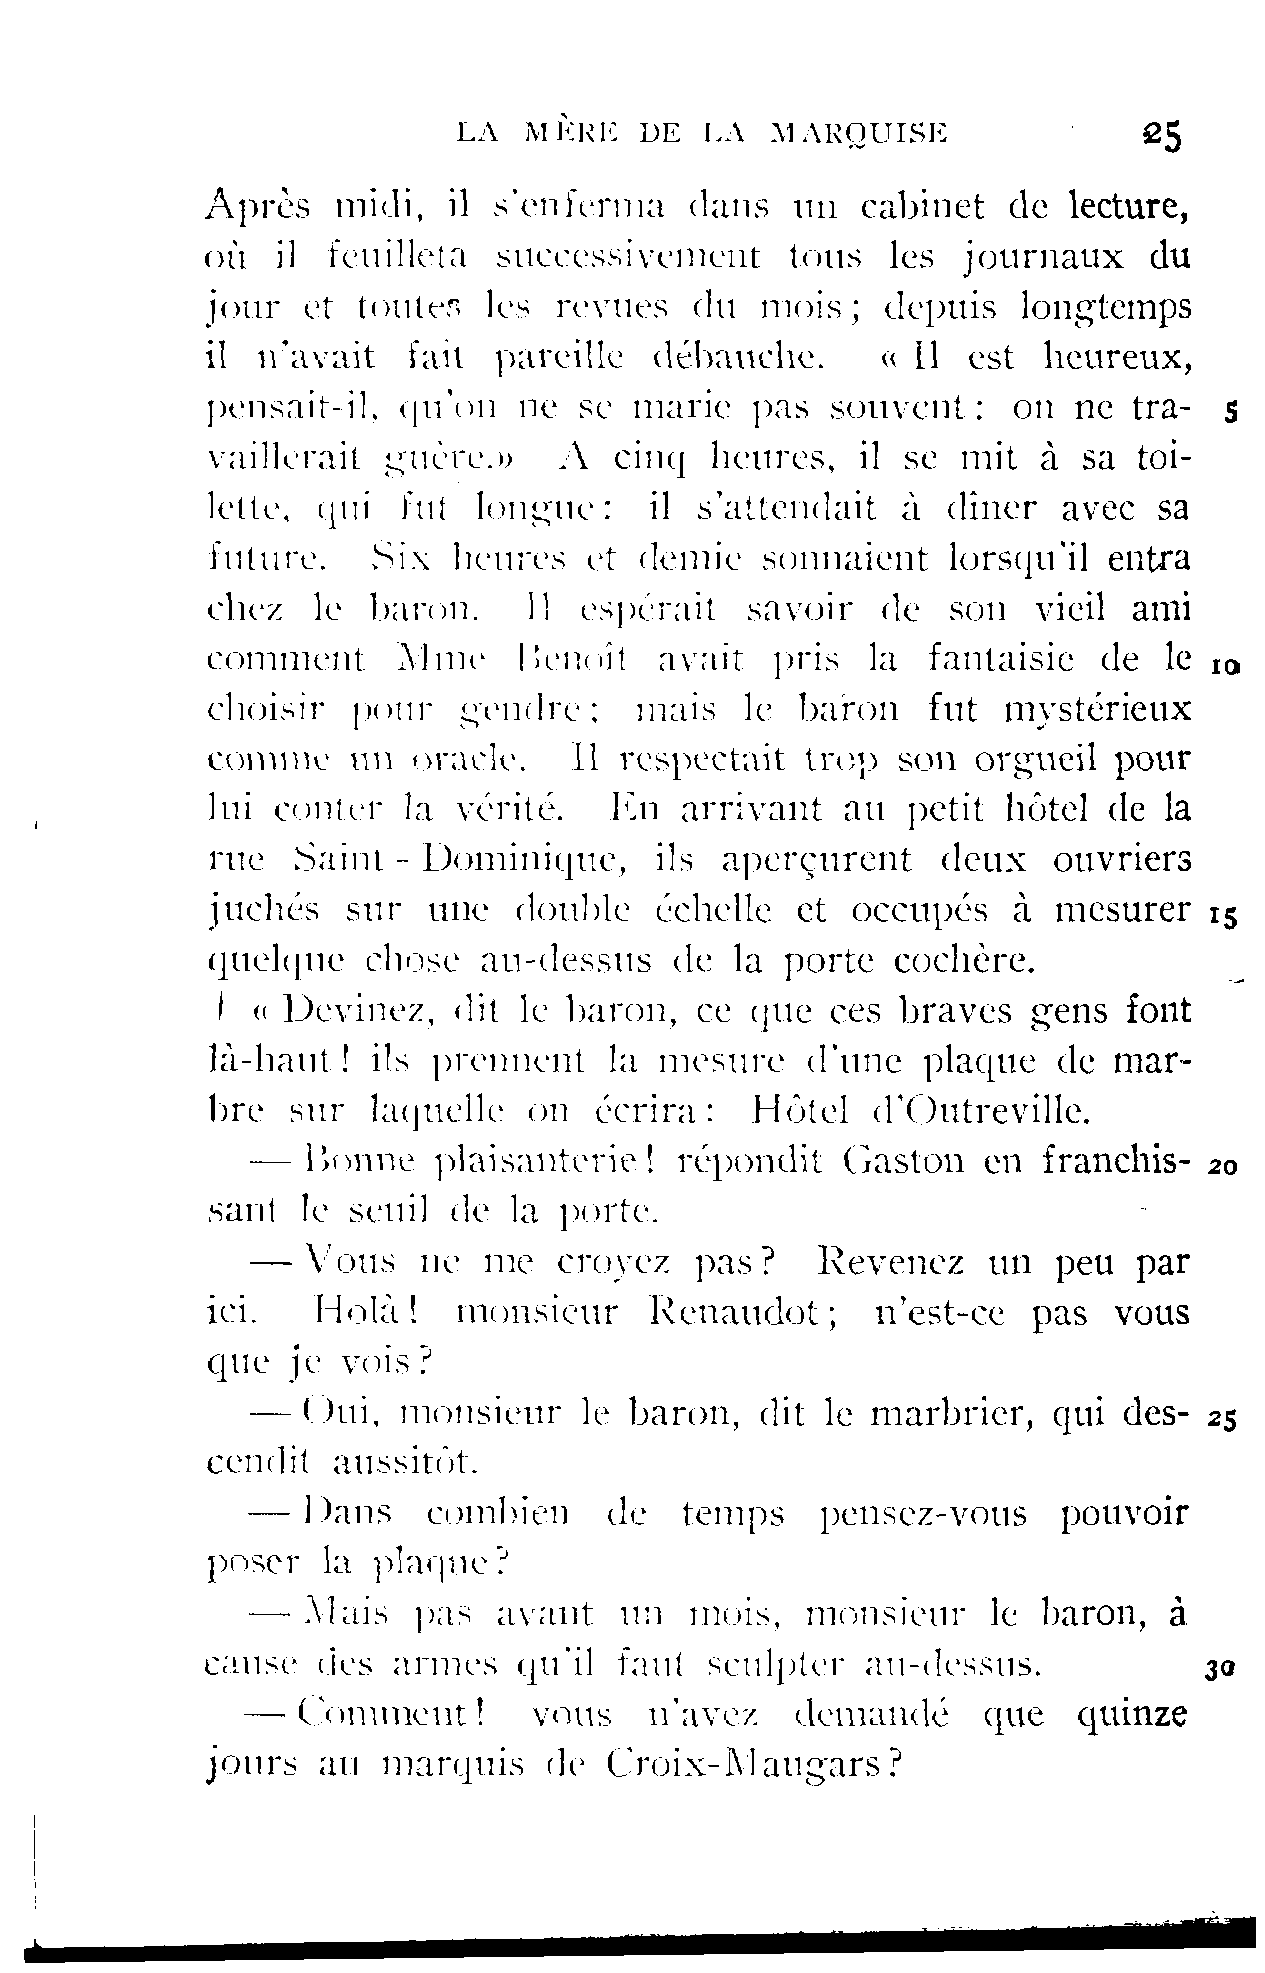 LA MÈRE DE LA MARQUISE 25
Après midi, il s'enferma dans un cabinet de lecture,
où il feuilleta successivement tous les journaux du
jour et toutes les revues du mois; depuis longtemps
il n'avait fait pareille débauche. « Il est heureux,
pensait-il, qu'on ne se marie pas souvent: on ne tra- 5
vaillerait guère.» A cinq heures, il se mit à sa toi-
lette, qui fut longue: il s'attendait à dîner avec sa
future. Six heures et demie sonnaient lorsqu'il entra
chez le baron. Il espérait savoir de son vieil ami
comment Mme Benoît avait pris la fantaisie de le 10
choisir pour gendre; mais le baron fut mystérieux
comme un oracle. Il respectait trop son orgueil pour
lui conter la vérité. En arrivant au petit hôtel de la
rue Saint-Dominique, ils aperçurent deux ouvriers
juchés sur une double échelle et occupés à mesurer 15
quelque chose au-dessus de la porte cochère.
« Devinez, dit le baron, ce que ces braves gens font
là-haut! ils prennent la mesure d'une plaque de mar-
bre sur laquelle on écrira: Hôtel d'Outreville.
— Bonne plaisanterie! répondit Gaston en franchis- 20
sant le seuil de la porte.
— Vous ne me croyez pas? Revenez un peu par
ici. Holà! monsieur Renaudot; n'est-ce pas vous
que je vois?
— Oui, monsieur le baron, dit le marbrier, qui des- 25
cendit aussitôt.
— Dans combien de temps pensez-vous pouvoir
poser la plaque?
— Mais pas avant un mois, monsieur le baron, à
cause des armes qu'il faut sculpter au-dessus. 30
— Comment! vous n'avez demandé que quinze
jours au marquis de Croix-Maugars?